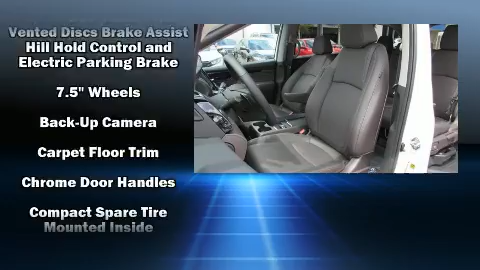 Vented Discs Brake Assist
Hill Hold Control and
Electric Parking Brake
7.5" Wheels
Back-Up Camera
Carpet Floor Trim
Chrome Door Handles
Compact Spare Tire
Mounted Inside